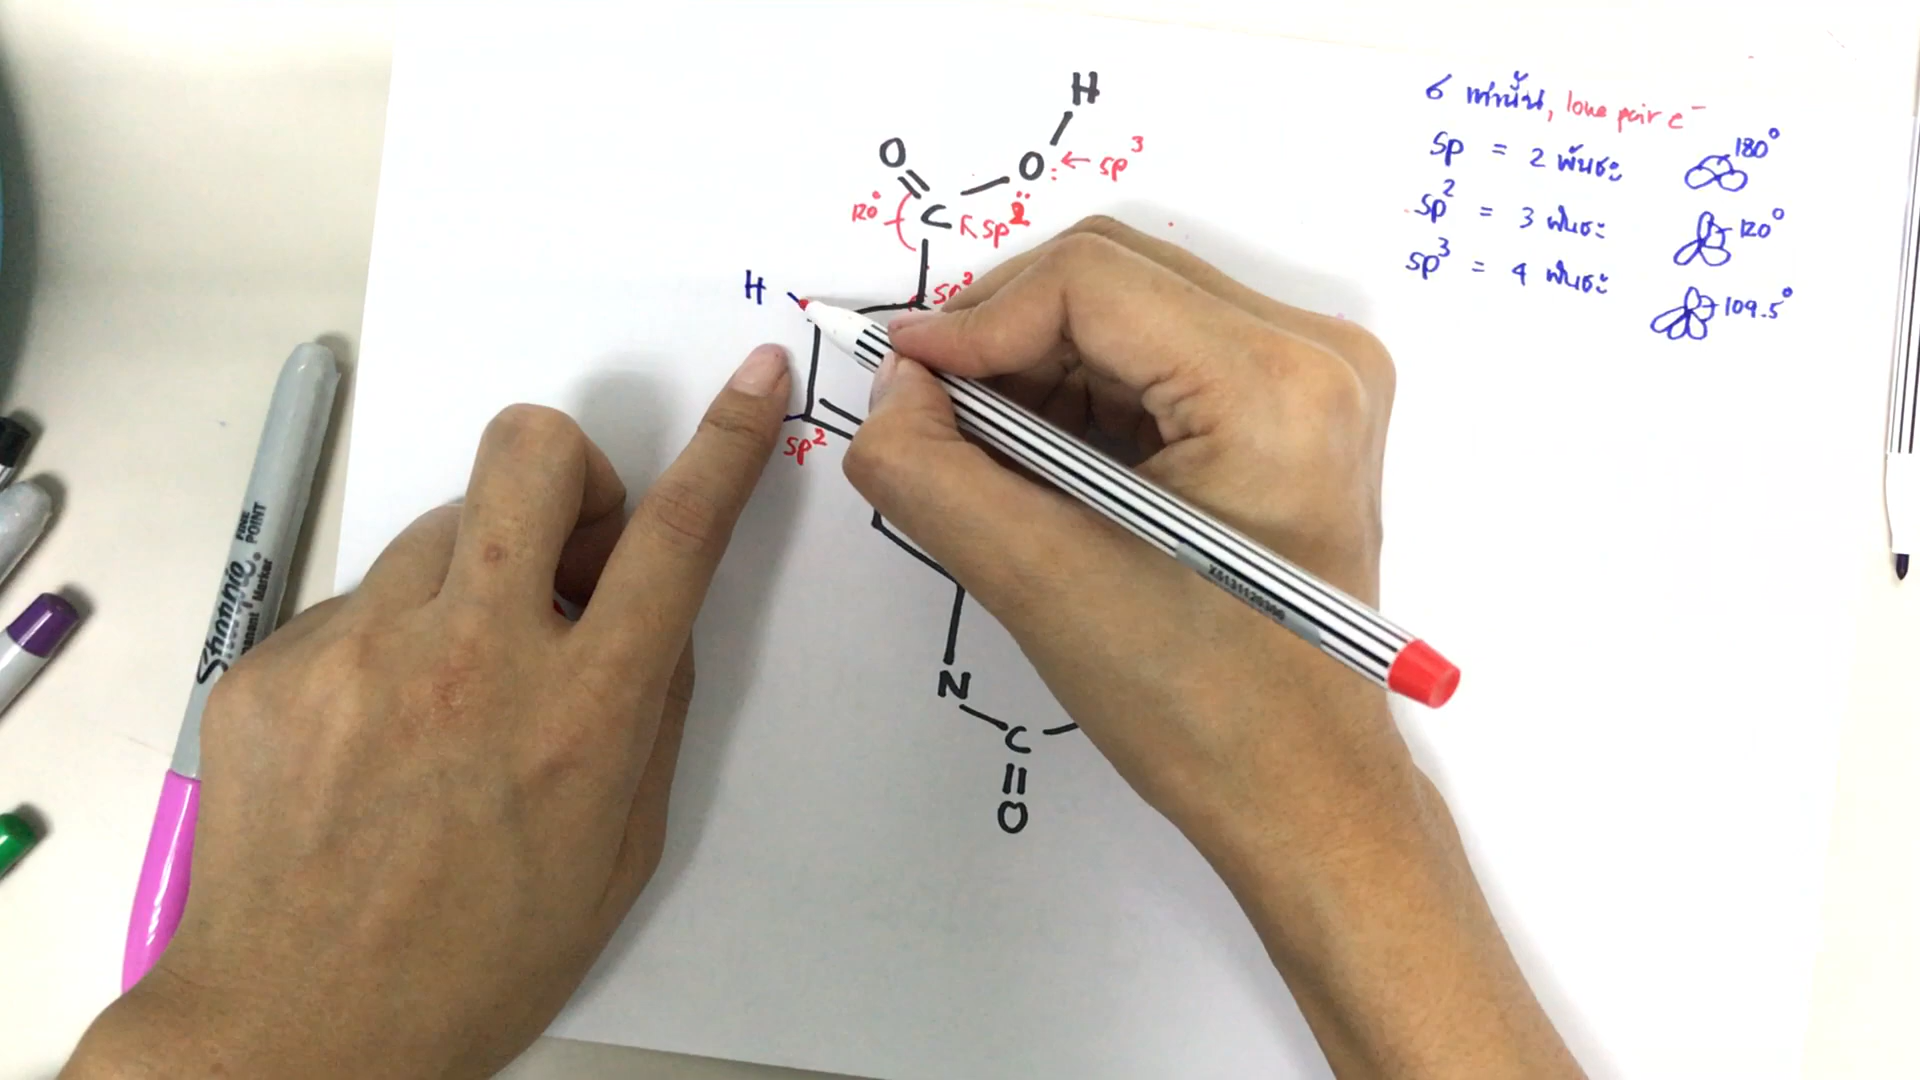 σ เท่านั้น, lone pair e⁻
sp = 2 พันธะ 180°
sp² = 3 พันธะ 120°
sp³ = 4 พันธะ 109.5°
H
O
O ← sp³
120°
C sp²
H
sp²
sp²
N
C
O
Sharpie
FINE POINT
Permanent Marker